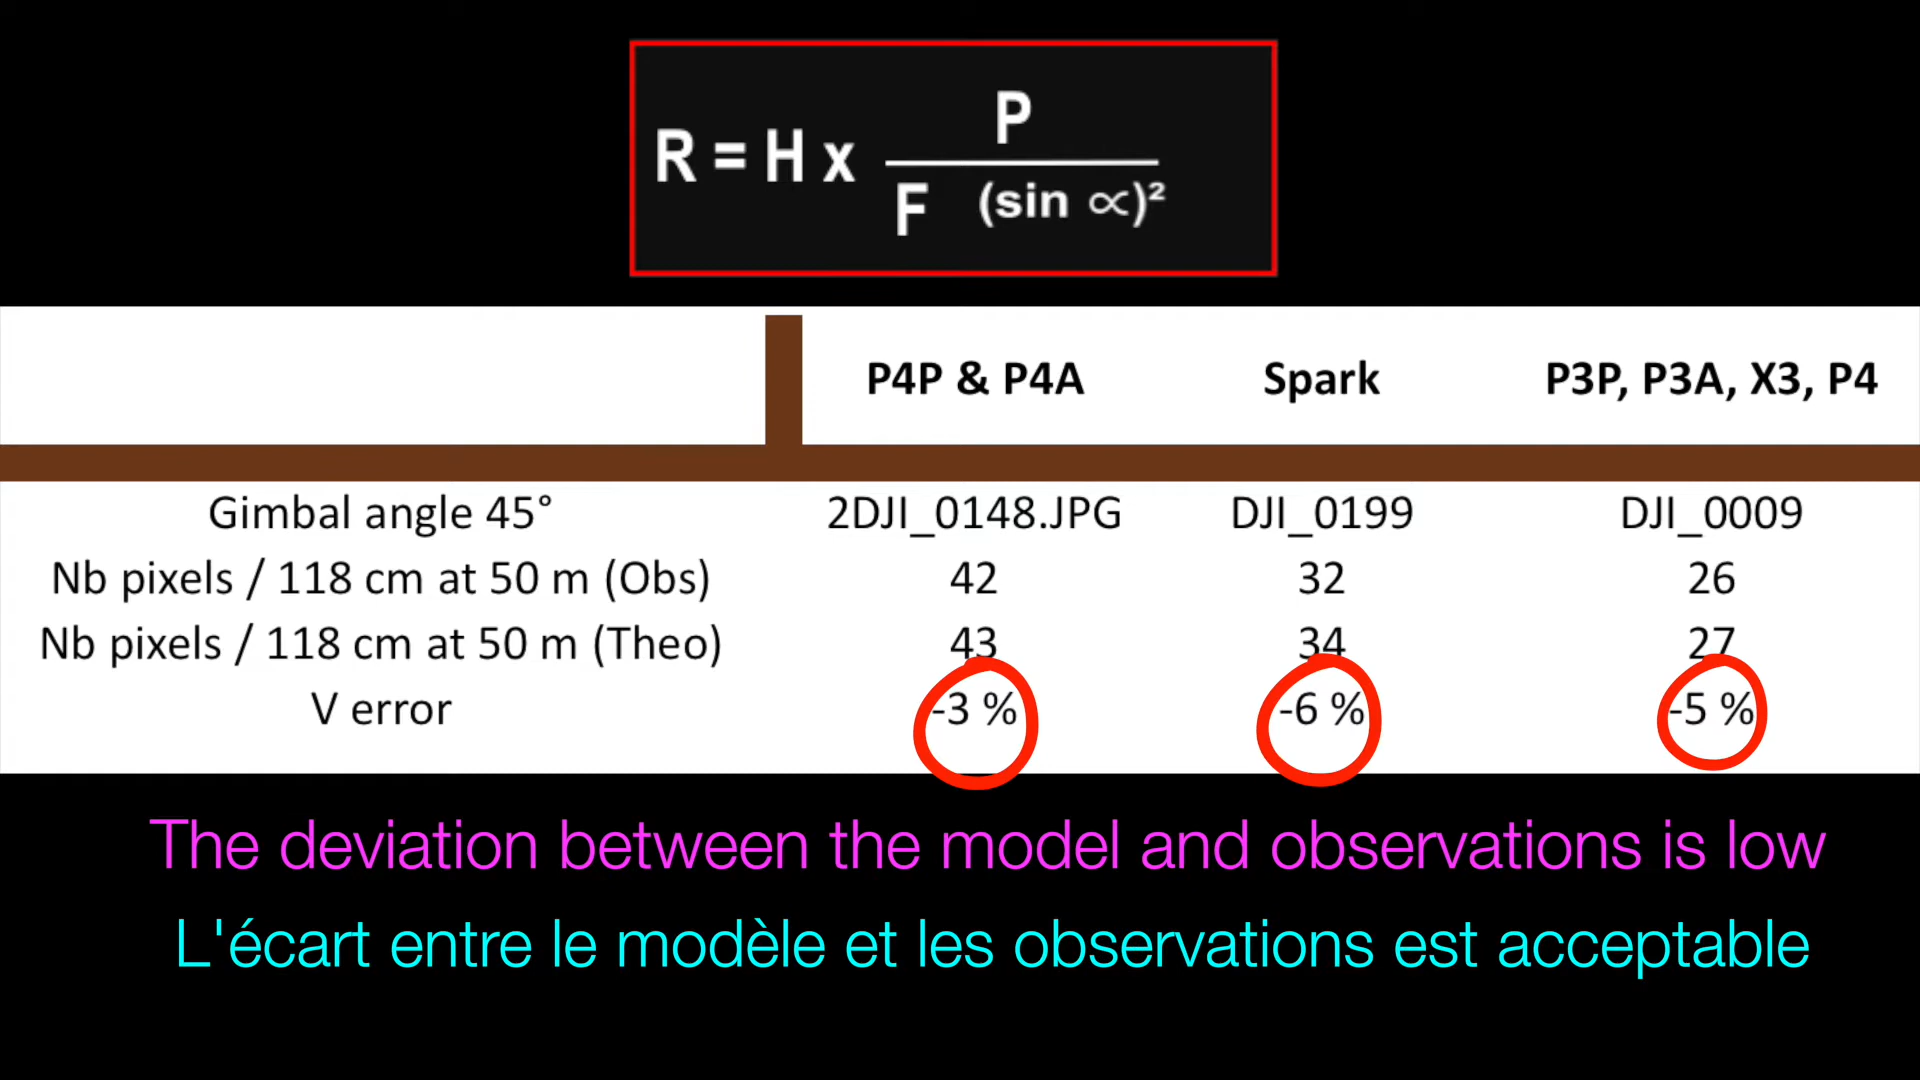 R = H x P / F (sin ∝)²
P4P & P4A Spark P3P, P3A, X3, P4
Gimbal angle 45° 2DJI_0148.JPG DJI_0199 DJI_0009
Nb pixels / 118 cm at 50 m (Obs) 42 32 26
Nb pixels / 118 cm at 50 m (Theo) 43 34 27
V error -3 % -6 % -5 %
The deviation between the model and observations is low
L'écart entre le modèle et les observations est acceptable